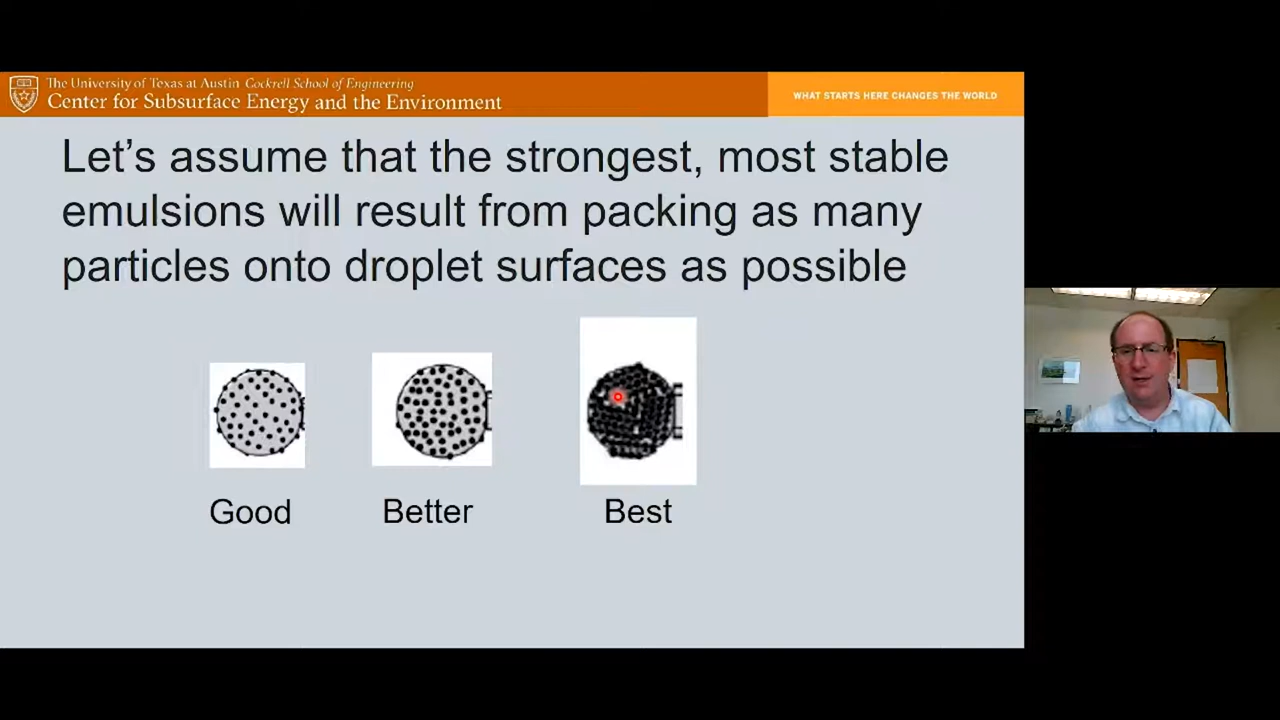 The University of Texas at Austin Cockrell School of Engineering
Center for Subsurface Energy and the Environment
WHAT STARTS HERE CHANGES THE WORLD
Let’s assume that the strongest, most stable
emulsions will result from packing as many
particles onto droplet surfaces as possible
Good
Better
Best